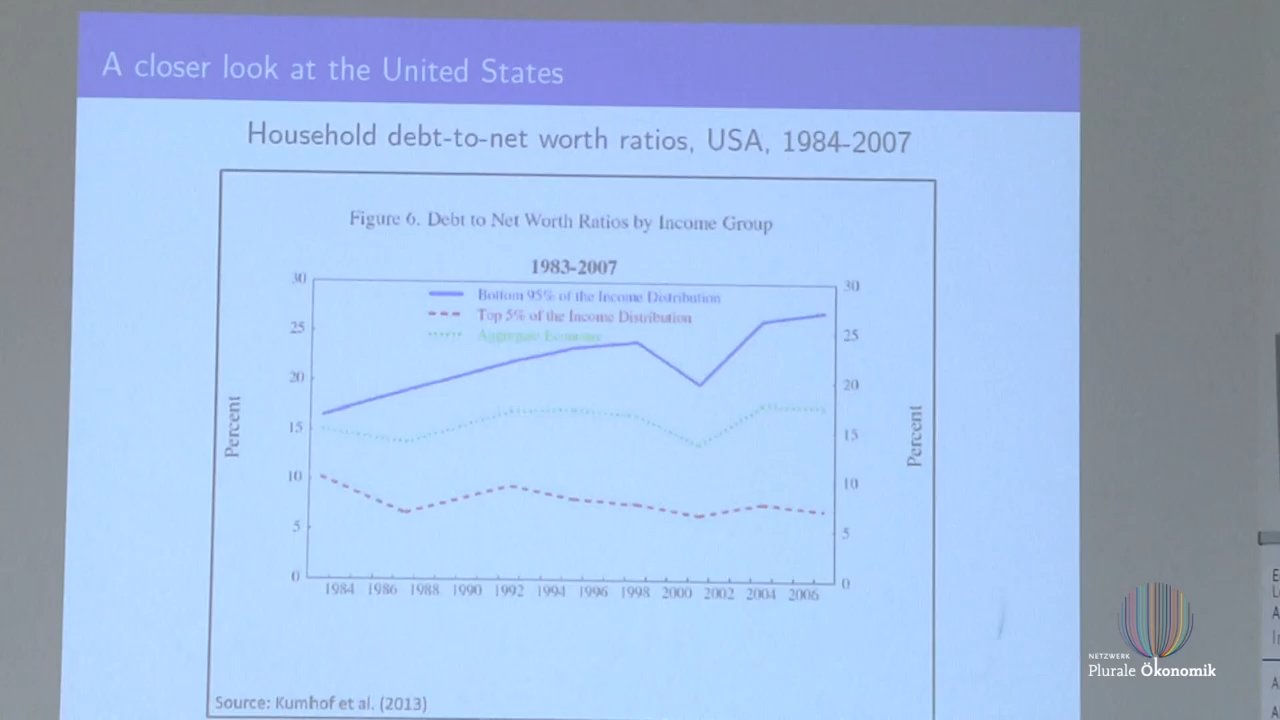 A closer look at the United States
Household debt-to-net worth ratios, USA, 1984-2007
Figure 6. Debt to Net Worth Ratios by Income Group
1983-2007
30 30
Bottom 95% of the Income Distribution
Top 5% of the Income Distribution
Aggregate Economy
25 25
20 20
15 15
Percent Percent
10 10
5 5
0 0
1984 1986 1988 1990 1992 1994 1996 1998 2000 2002 2004 2006
Source: Kumhof et al. (2013)
NETZWERK
Plurale Ökonomik